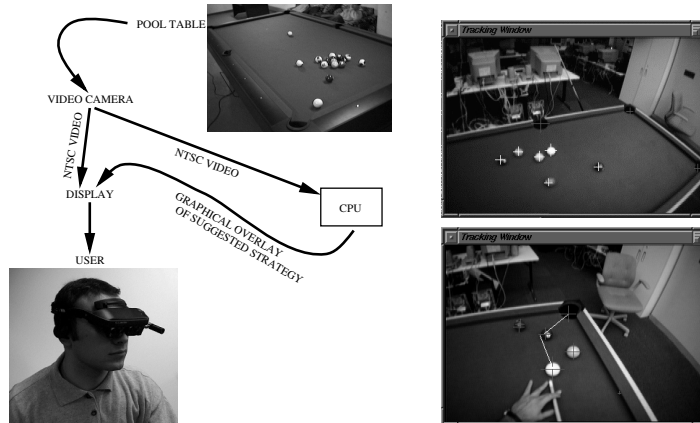 POOL TABLE
VIDEO CAMERA
NTSC VIDEO
NTSC VIDEO
DISPLAY
GRAPHICAL OVERLAY
OF SUGGESTED STRATEGY
CPU
USER
Tracking Window
Tracking Window